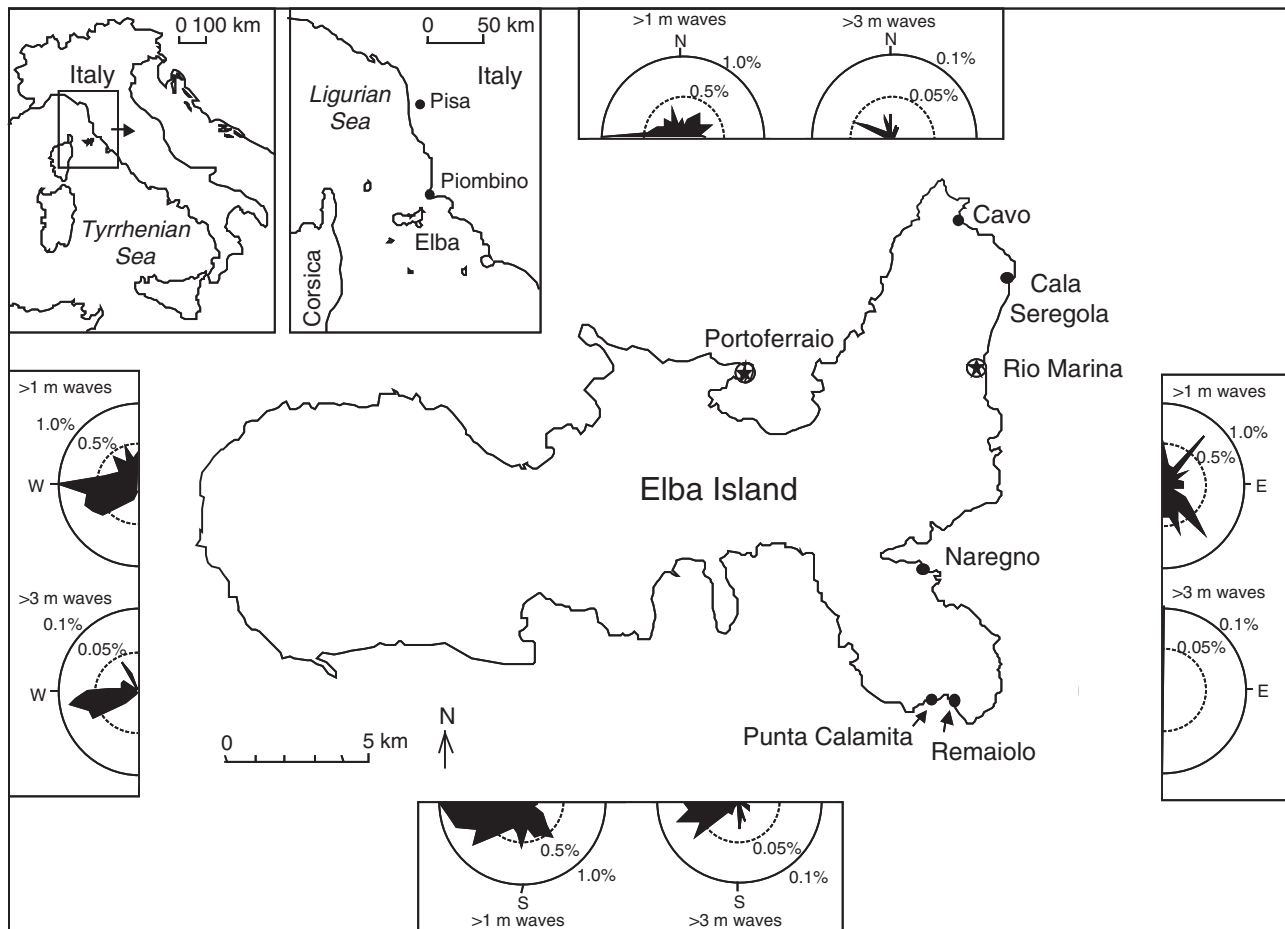 0 100 km
Italy
Tyrrhenian
Sea
0 50 km
Italy
Ligurian
Sea
Pisa
Piombino
Elba
Corsica
>1 m waves
N
1.0%
0.5%
>3 m waves
N
0.1%
0.05%
Cavo
Cala
Seregola
Portoferraio
Rio Marina
>1 m waves
1.0%
0.5%
W
>3 m waves
0.1%
0.05%
W
Elba Island
Naregno
>1 m waves
1.0%
0.5%
E
>3 m waves
0.1%
0.05%
E
Punta Calamita
Remaiolo
N
0 5 km
0.5%
1.0%
S
>1 m waves
0.05%
0.1%
S
>3 m waves